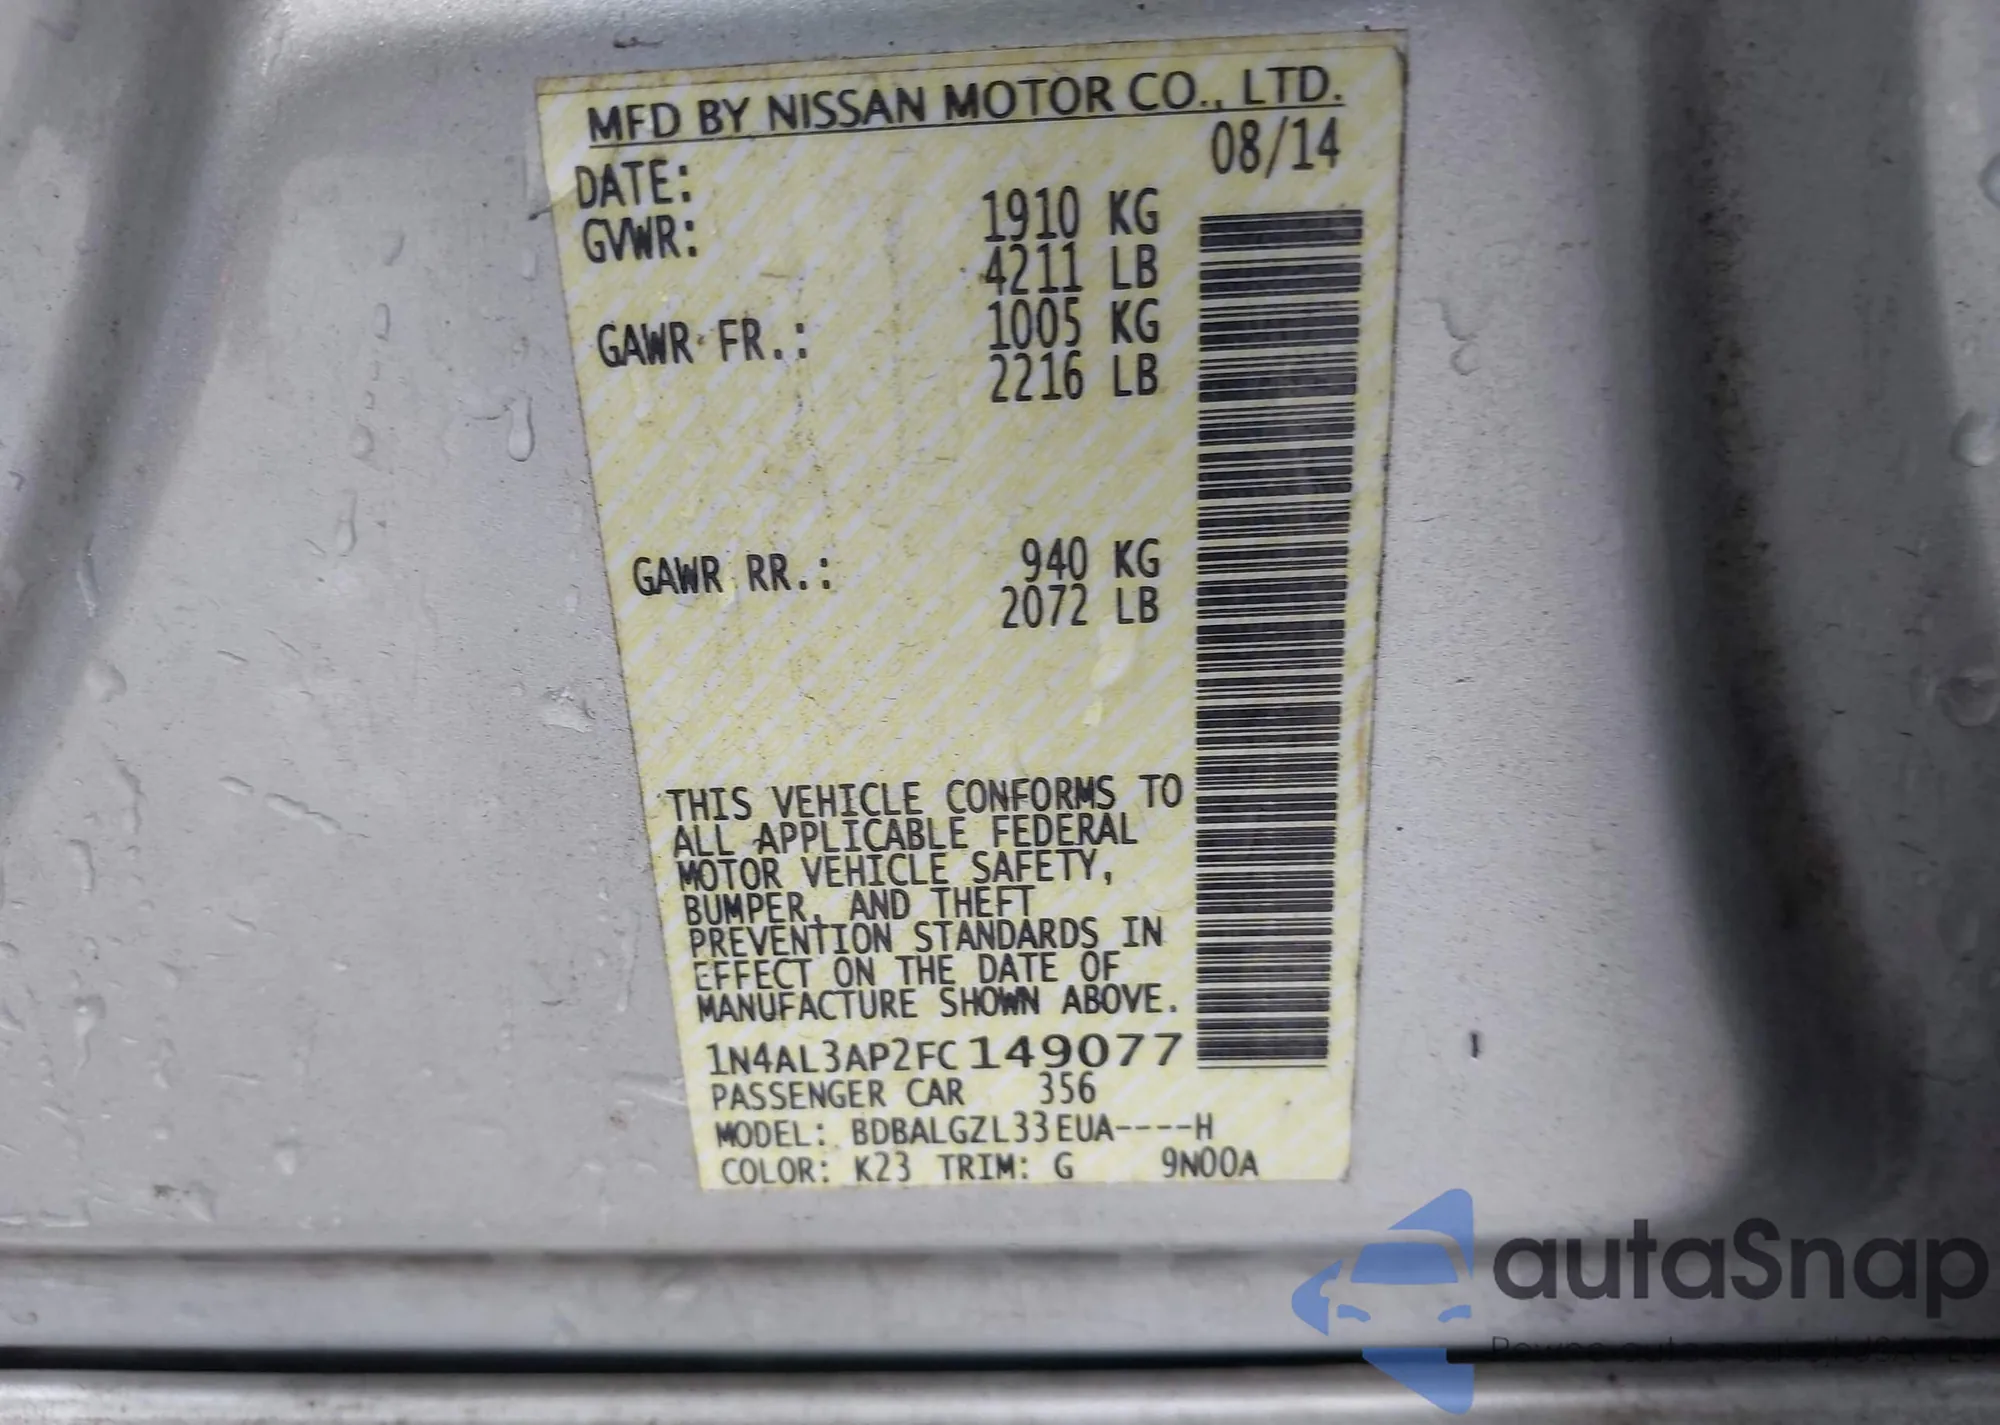 MFD BY NISSAN MOTOR CO., LTD.
DATE: 08/14
GVWR: 1910 KG
4211 LB
GAWR FR.: 1005 KG
2216 LB
GAWR RR.: 940 KG
2072 LB
THIS VEHICLE CONFORMS TO
ALL APPLICABLE FEDERAL
MOTOR VEHICLE SAFETY,
BUMPER, AND THEFT
PREVENTION STANDARDS IN
EFFECT ON THE DATE OF
MANUFACTURE SHOWN ABOVE.
1N4AL3AP2FC149077
PASSENGER CAR 356
MODEL: BDBALGZL33EUA----H
COLOR: K23 TRIM: G 9N00A
autaSnap